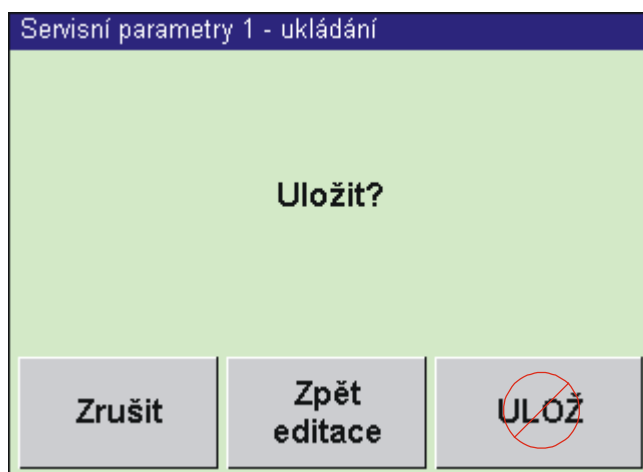 Servisní parametry 1 - ukládání
Uložit?
Zrušit
Zpět
editace
ULOŽ